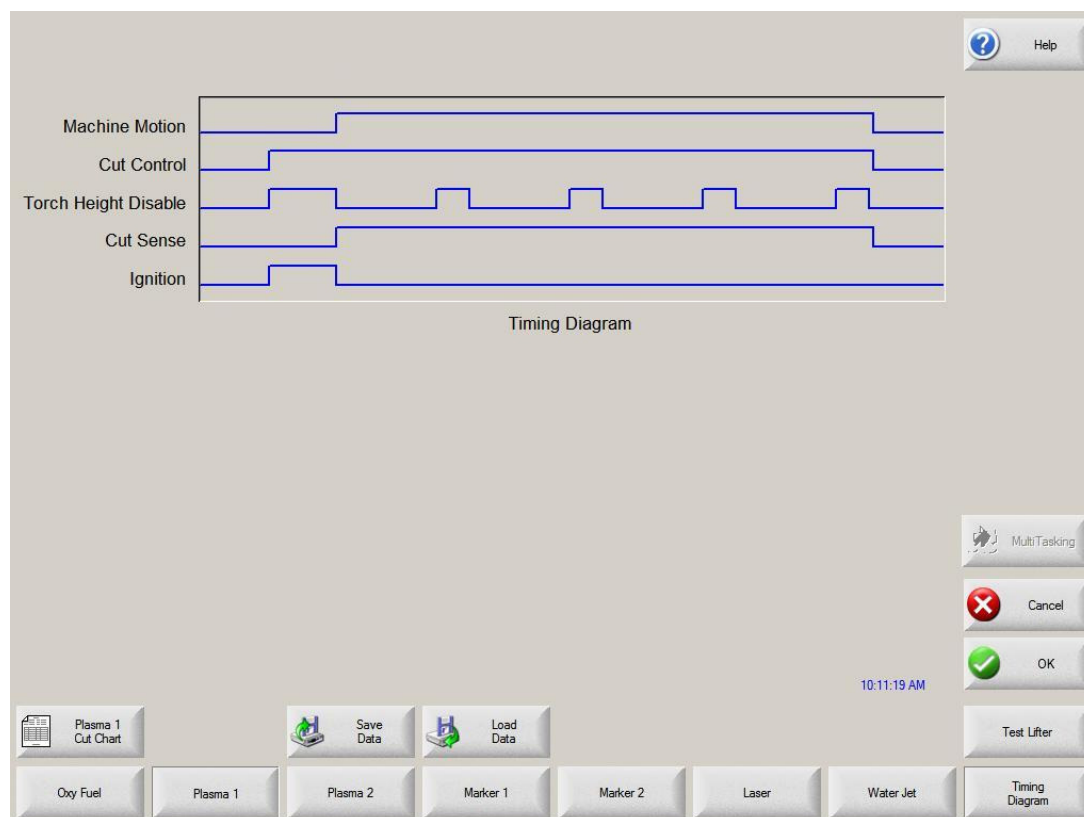 Help
Machine Motion
Cut Control
Torch Height Disable
Cut Sense
Ignition
Timing Diagram
MultiTasking
Cancel
OK
10:11:19 AM
Plasma 1
Cut Chart
Save
Data
Load
Data
Test Lifter
Oxy Fuel
Plasma 1
Plasma 2
Marker 1
Marker 2
Laser
Water Jet
Timing
Diagram